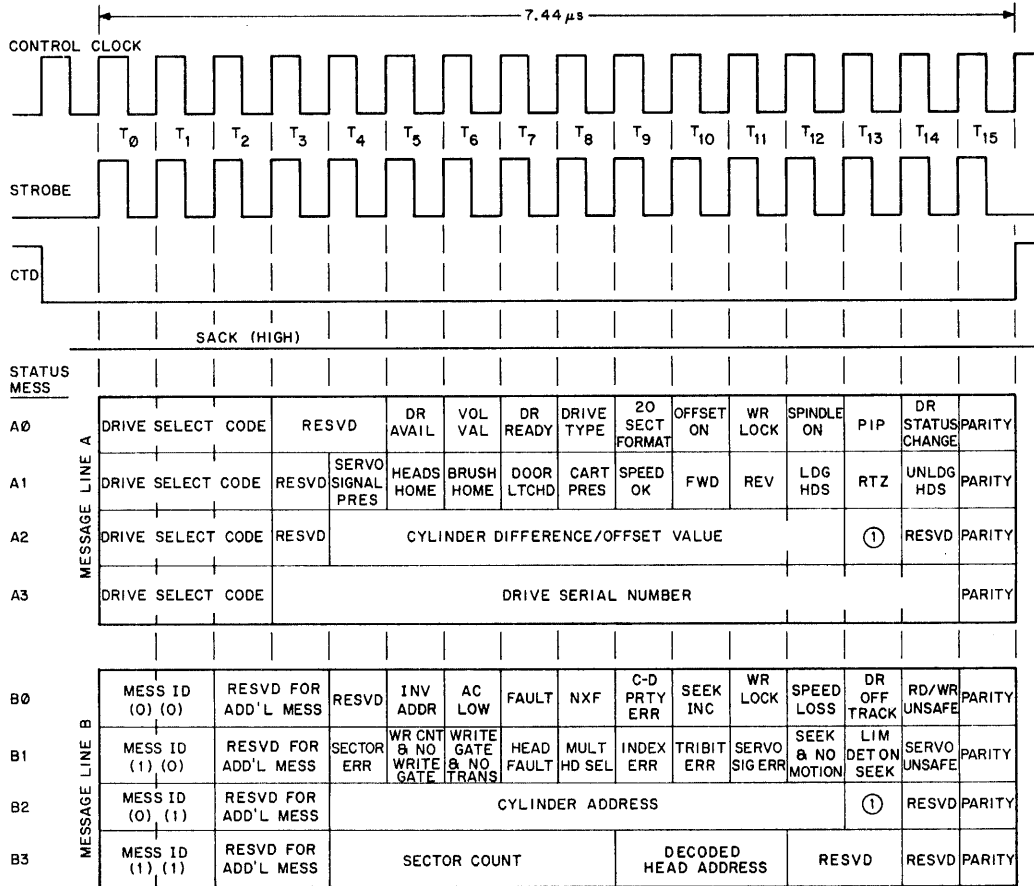 7.44 µs
CONTROL CLOCK
T0 T1 T2 T3 T4 T5 T6 T7 T8 T9 T10 T11 T12 T13 T14 T15
STROBE
CTD
SACK (HIGH)
STATUS
MESS
MESSAGE LINE A
AØ DRIVE SELECT CODE RESVD DR AVAIL VOL VAL DR READY DRIVE TYPE 20 SECT FORMAT OFFSET ON WR LOCK SPINDLE ON PIP DR STATUS CHANGE PARITY
A1 DRIVE SELECT CODE RESVD SERVO SIGNAL PRES HEADS HOME BRUSH HOME DOOR LTCHD CART PRES SPEED OK FWD REV LDG HDS RTZ UNLDG HDS PARITY
A2 DRIVE SELECT CODE RESVD CYLINDER DIFFERENCE/OFFSET VALUE ① RESVD PARITY
A3 DRIVE SELECT CODE DRIVE SERIAL NUMBER PARITY
MESSAGE LINE B
BØ MESS ID (0) (0) RESVD FOR ADD'L MESS RESVD INV ADDR AC LOW FAULT NXF C-D PRTY ERR SEEK INC WR LOCK SPEED LOSS DR OFF TRACK RD/WR UNSAFE PARITY
B1 MESS ID (1) (0) RESVD FOR ADD'L MESS SECTOR ERR WR CNT & NO WRITE GATE WRITE GATE & NO TRANS HEAD FAULT MULT HD SEL INDEX ERR TRIBIT ERR SERVO SIG ERR SEEK & NO MOTION LIM DET ON SEEK SERVO UNSAFE PARITY
B2 MESS ID (0) (1) RESVD FOR ADD'L MESS CYLINDER ADDRESS ① RESVD PARITY
B3 MESS ID (1) (1) RESVD FOR ADD'L MESS SECTOR COUNT DECODED HEAD ADDRESS RESVD RESVD PARITY